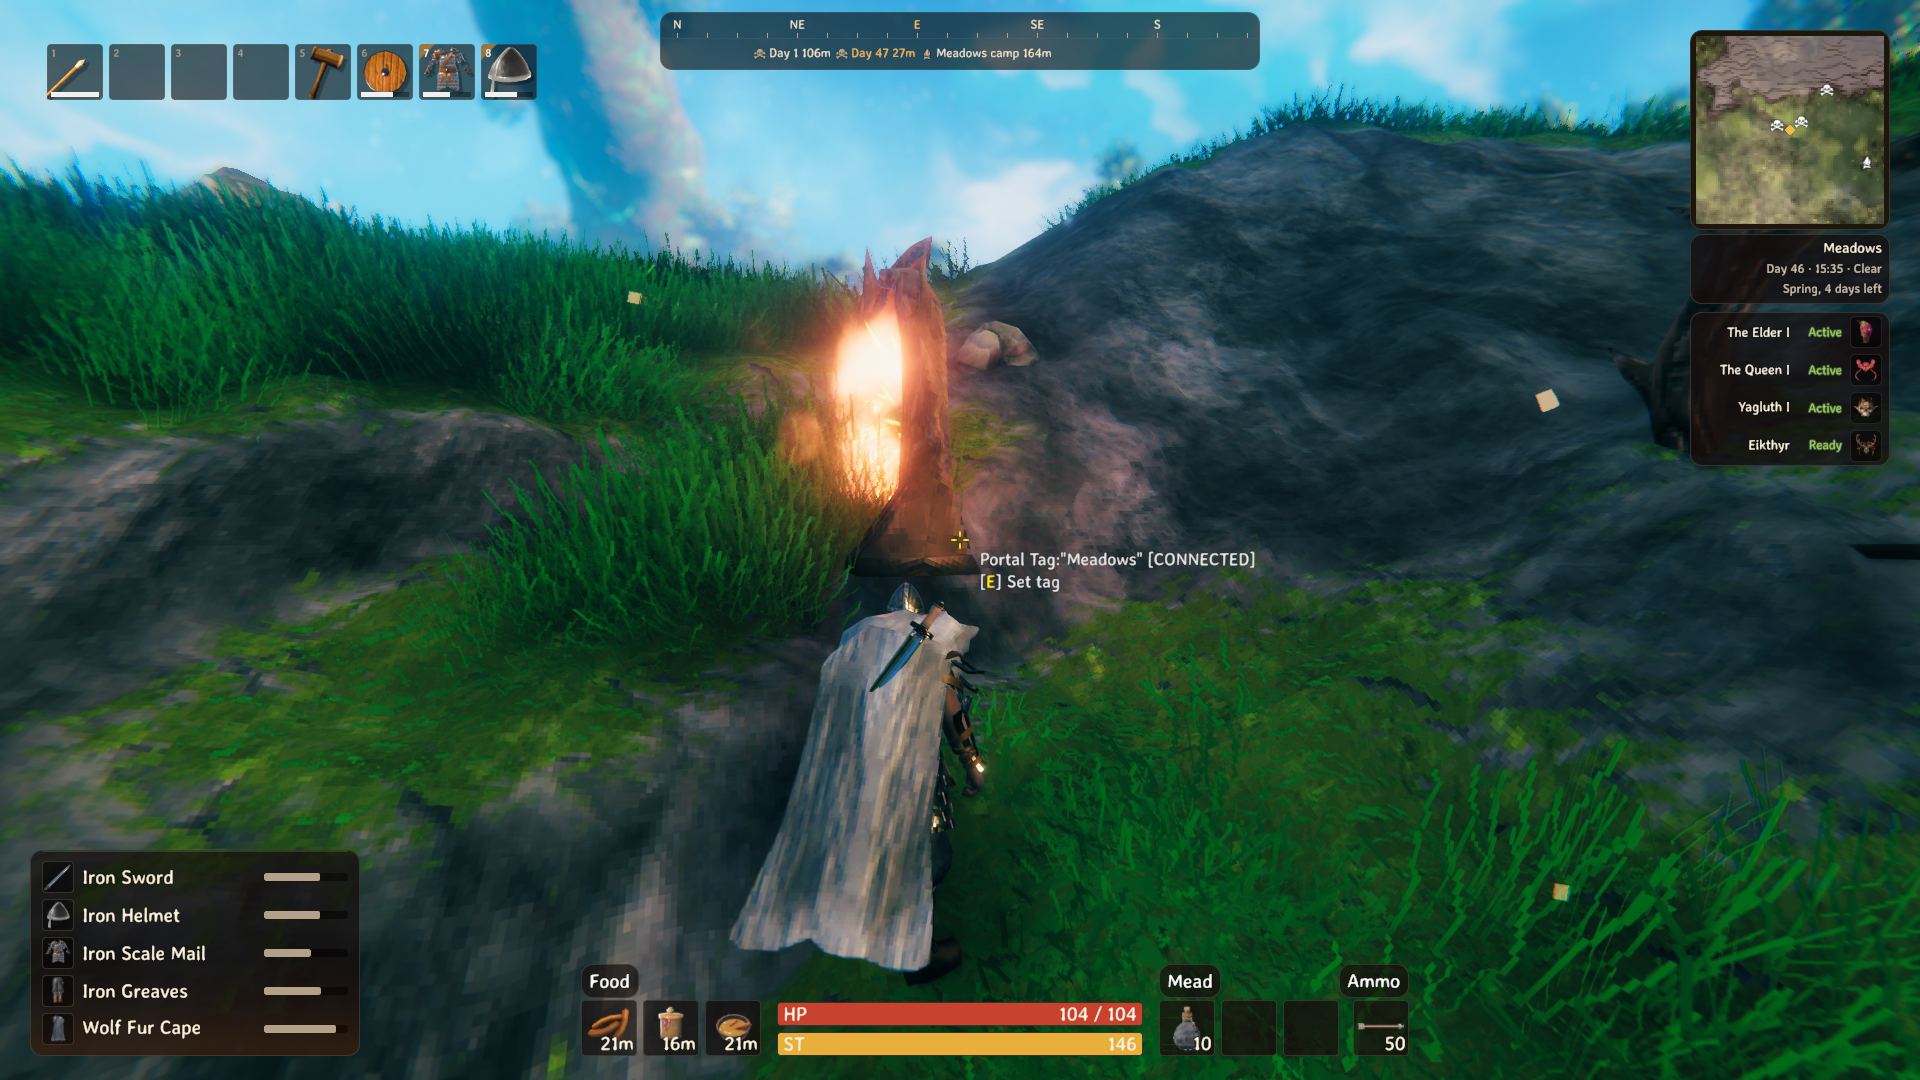 N NE E SE S
Day 1 106m Day 47 27m Meadows camp 164m
1 2 3 4 5 6 7 8
Meadows
Day 46 · 15:35 · Clear
Spring, 4 days left
The Elder I Active
The Queen I Active
Yagluth I Active
Eikthyr Ready
Portal Tag:"Meadows" [CONNECTED]
[E] Set tag
Iron Sword
Iron Helmet
Iron Scale Mail
Iron Greaves
Wolf Fur Cape
Food
21m 16m 21m
HP 104 / 104
ST 146
Mead
10
Ammo
50